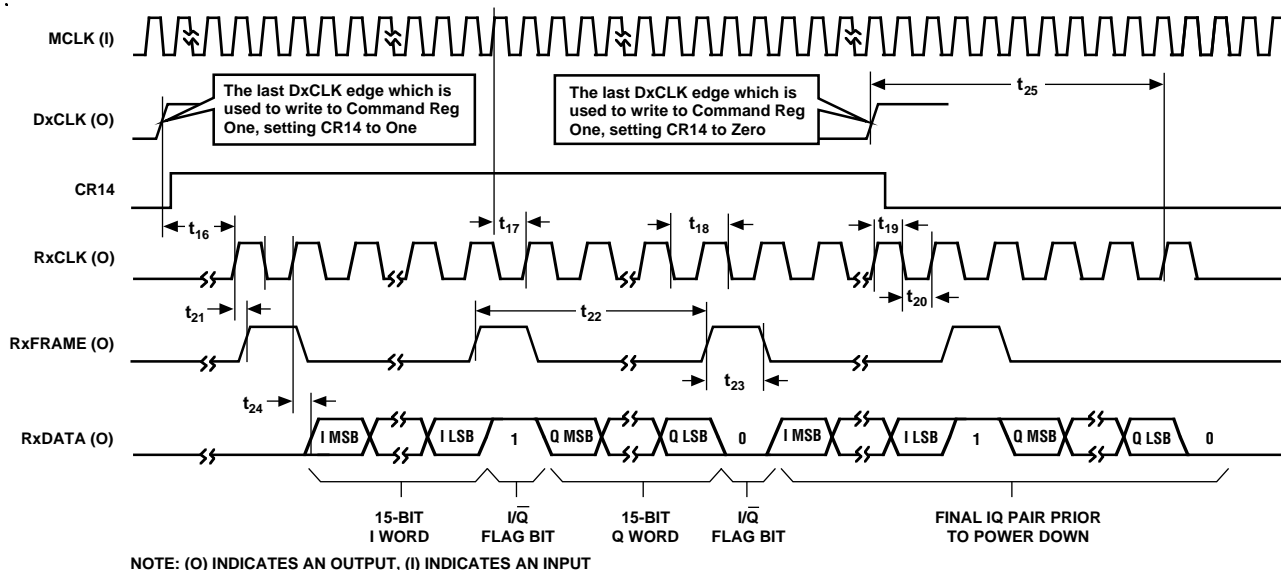 MCLK (I)
The last DxCLK edge which is
used to write to Command Reg
One, setting CR14 to One
The last DxCLK edge which is
used to write to Command Reg
One, setting CR14 to Zero
t25
DxCLK (O)
CR14
t16
t17
t18
t19
RxCLK (O)
t20
t21
t22
RxFRAME (O)
t23
t24
RxDATA (O)
I MSB
I LSB
1
Q MSB
Q LSB
0
I MSB
I LSB
1
Q MSB
Q LSB
0
15-BIT
I WORD
I/Q̅
FLAG BIT
15-BIT
Q WORD
I/Q̅
FLAG BIT
FINAL IQ PAIR PRIOR
TO POWER DOWN
NOTE: (O) INDICATES AN OUTPUT, (I) INDICATES AN INPUT